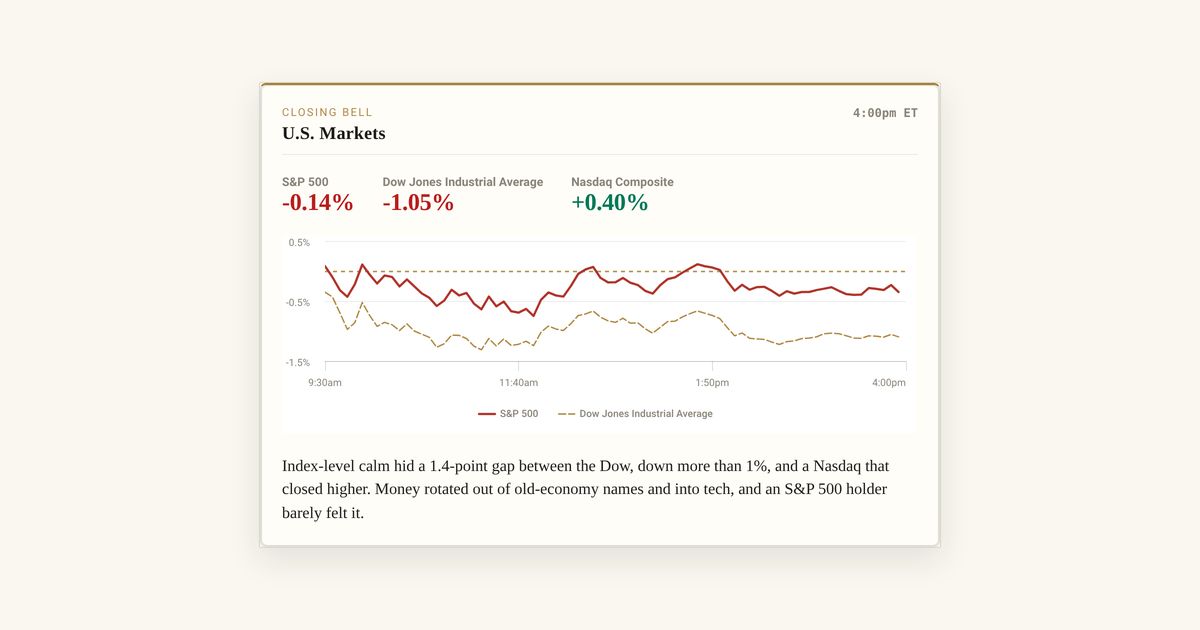 CLOSING BELL
4:00pm ET
U.S. Markets
S&P 500
Dow Jones Industrial Average
Nasdaq Composite
-0.14%
-1.05%
+0.40%
0.5%
-0.5%
-1.5%
9:30am
11:40am
1:50pm
4:00pm
S&P 500
Dow Jones Industrial Average
Index-level calm hid a 1.4-point gap between the Dow, down more than 1%, and a Nasdaq that
closed higher. Money rotated out of old-economy names and into tech, and an S&P 500 holder
barely felt it.